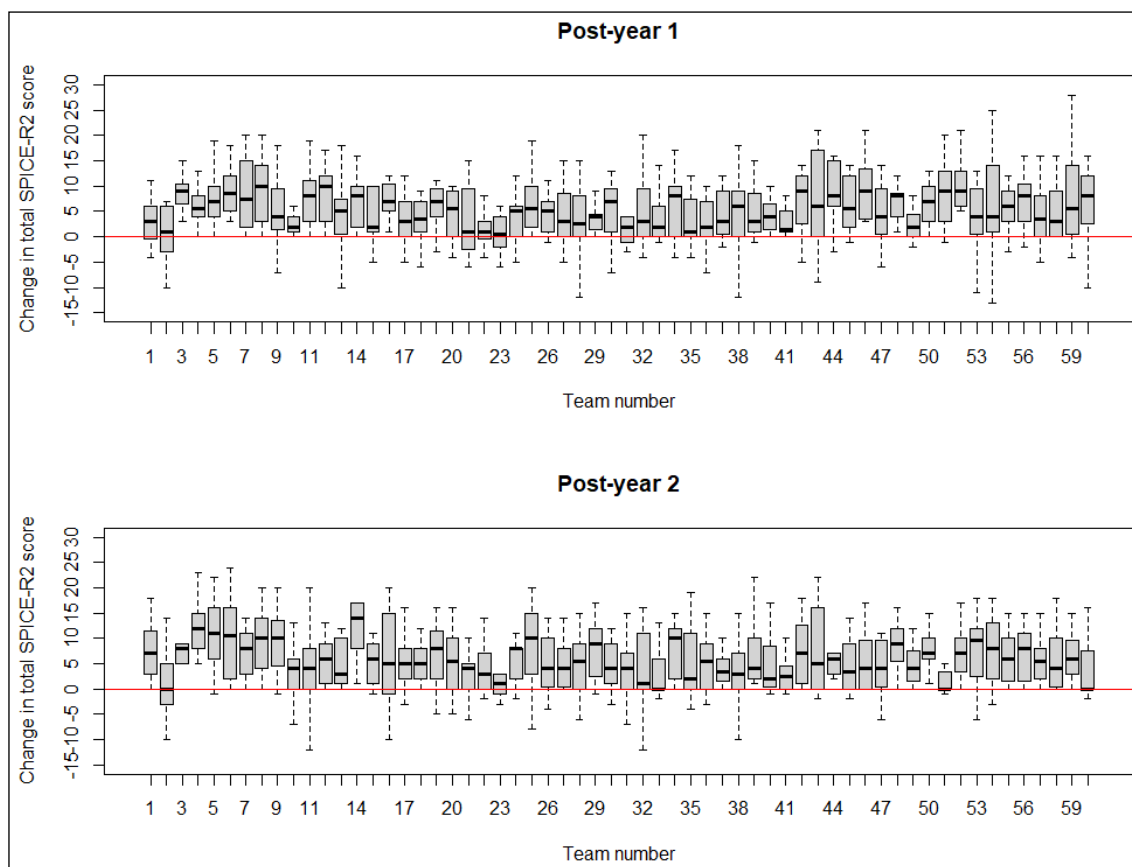 Post-year 1
Change in total SPICE-R2 score
-15 -10 -5 0 5 10 15 20 25 30
1 3 5 7 9 11 14 17 20 23 26 29 32 35 38 41 44 47 50 53 56 59
Team number
Post-year 2
Change in total SPICE-R2 score
-15 -10 -5 0 5 10 15 20 25 30
1 3 5 7 9 11 14 17 20 23 26 29 32 35 38 41 44 47 50 53 56 59
Team number